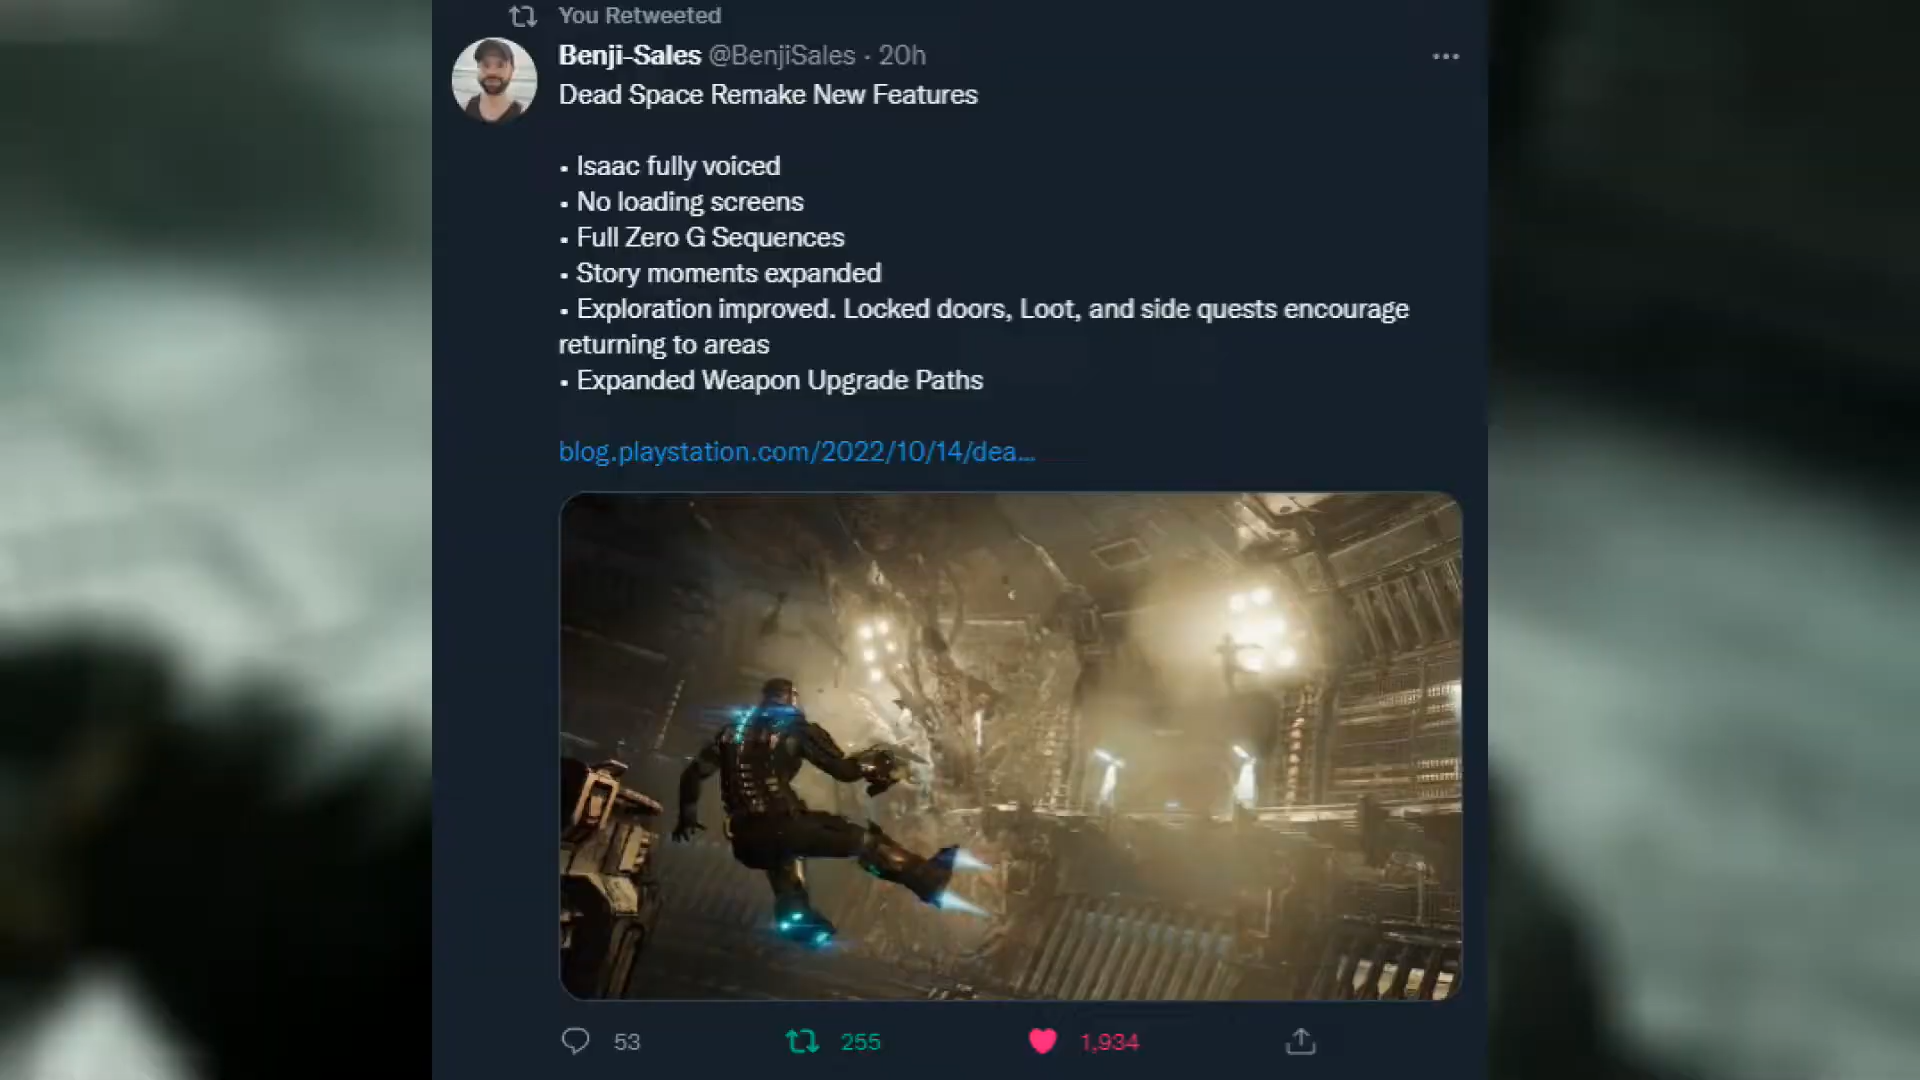 You Retweeted
Benji-Sales @BenjiSales · 20h
Dead Space Remake New Features
• Isaac fully voiced
• No loading screens
• Full Zero G Sequences
• Story moments expanded
• Exploration improved. Locked doors, Loot, and side quests encourage
returning to areas
• Expanded Weapon Upgrade Paths
blog.playstation.com/2022/10/14/dea...
53 255 1,934